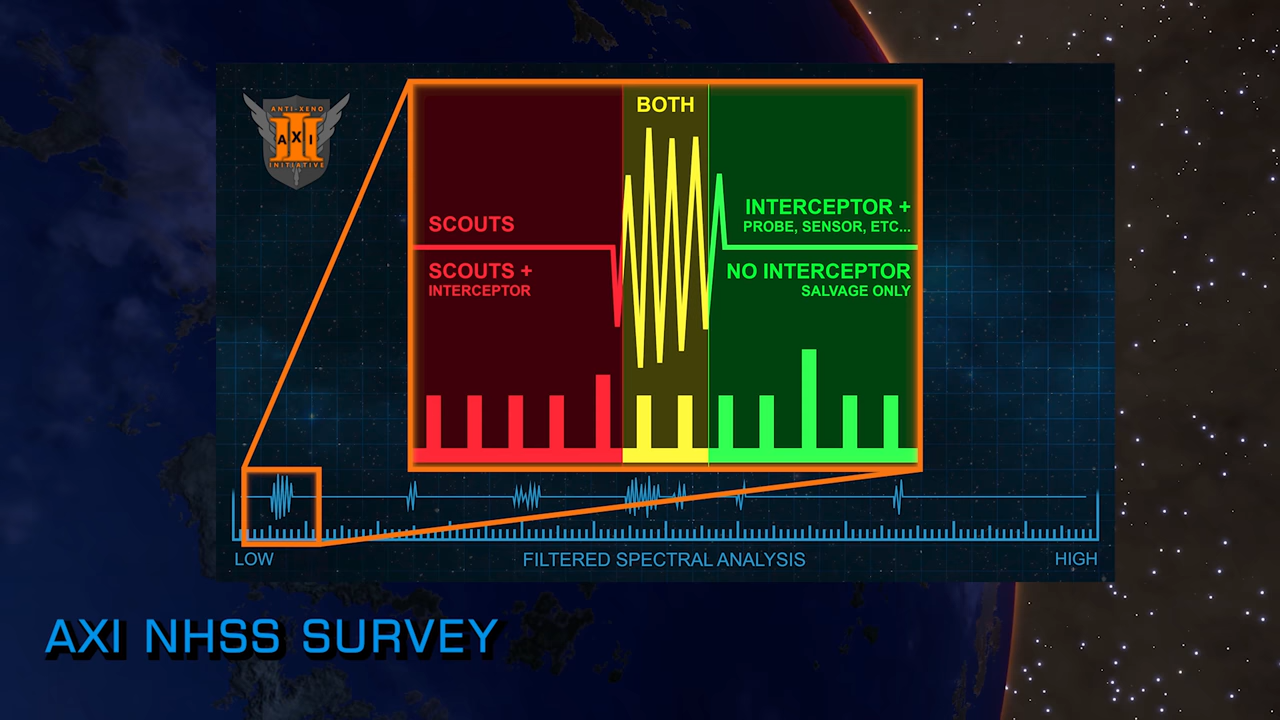 ANTI-XENO
AXI
INITIATIVE
BOTH
SCOUTS
SCOUTS +
INTERCEPTOR
INTERCEPTOR +
PROBE, SENSOR, ETC...
NO INTERCEPTOR
SALVAGE ONLY
LOW
FILTERED SPECTRAL ANALYSIS
HIGH
AXI NHSS SURVEY